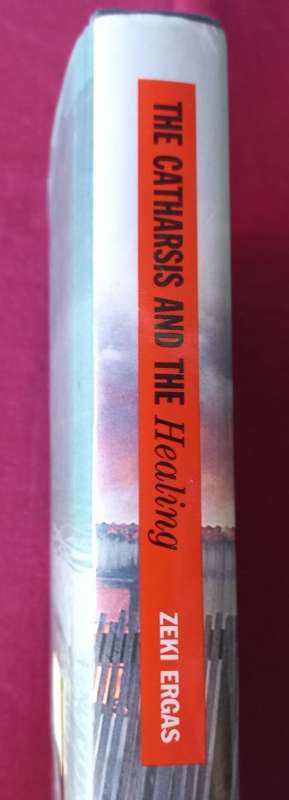 THE CATHARSIS AND THE Healing
ZEKI ERGAS